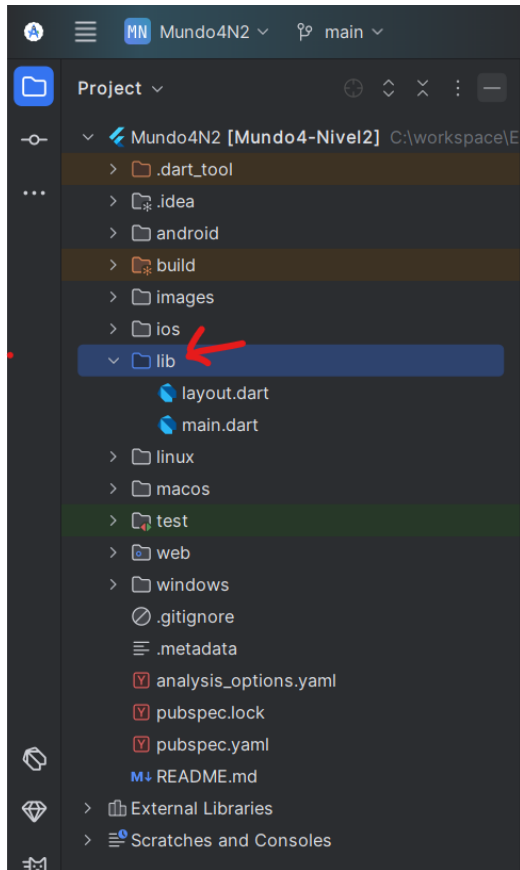 MN Mundo4N2 main
Project
Mundo4N2 [Mundo4-Nivel2] C:\workspace\E
.dart_tool
.idea
android
build
images
ios
lib
layout.dart
main.dart
linux
macos
test
web
windows
.gitignore
.metadata
Y analysis_options.yaml
Y pubspec.lock
Y pubspec.yaml
M↓ README.md
External Libraries
Scratches and Consoles